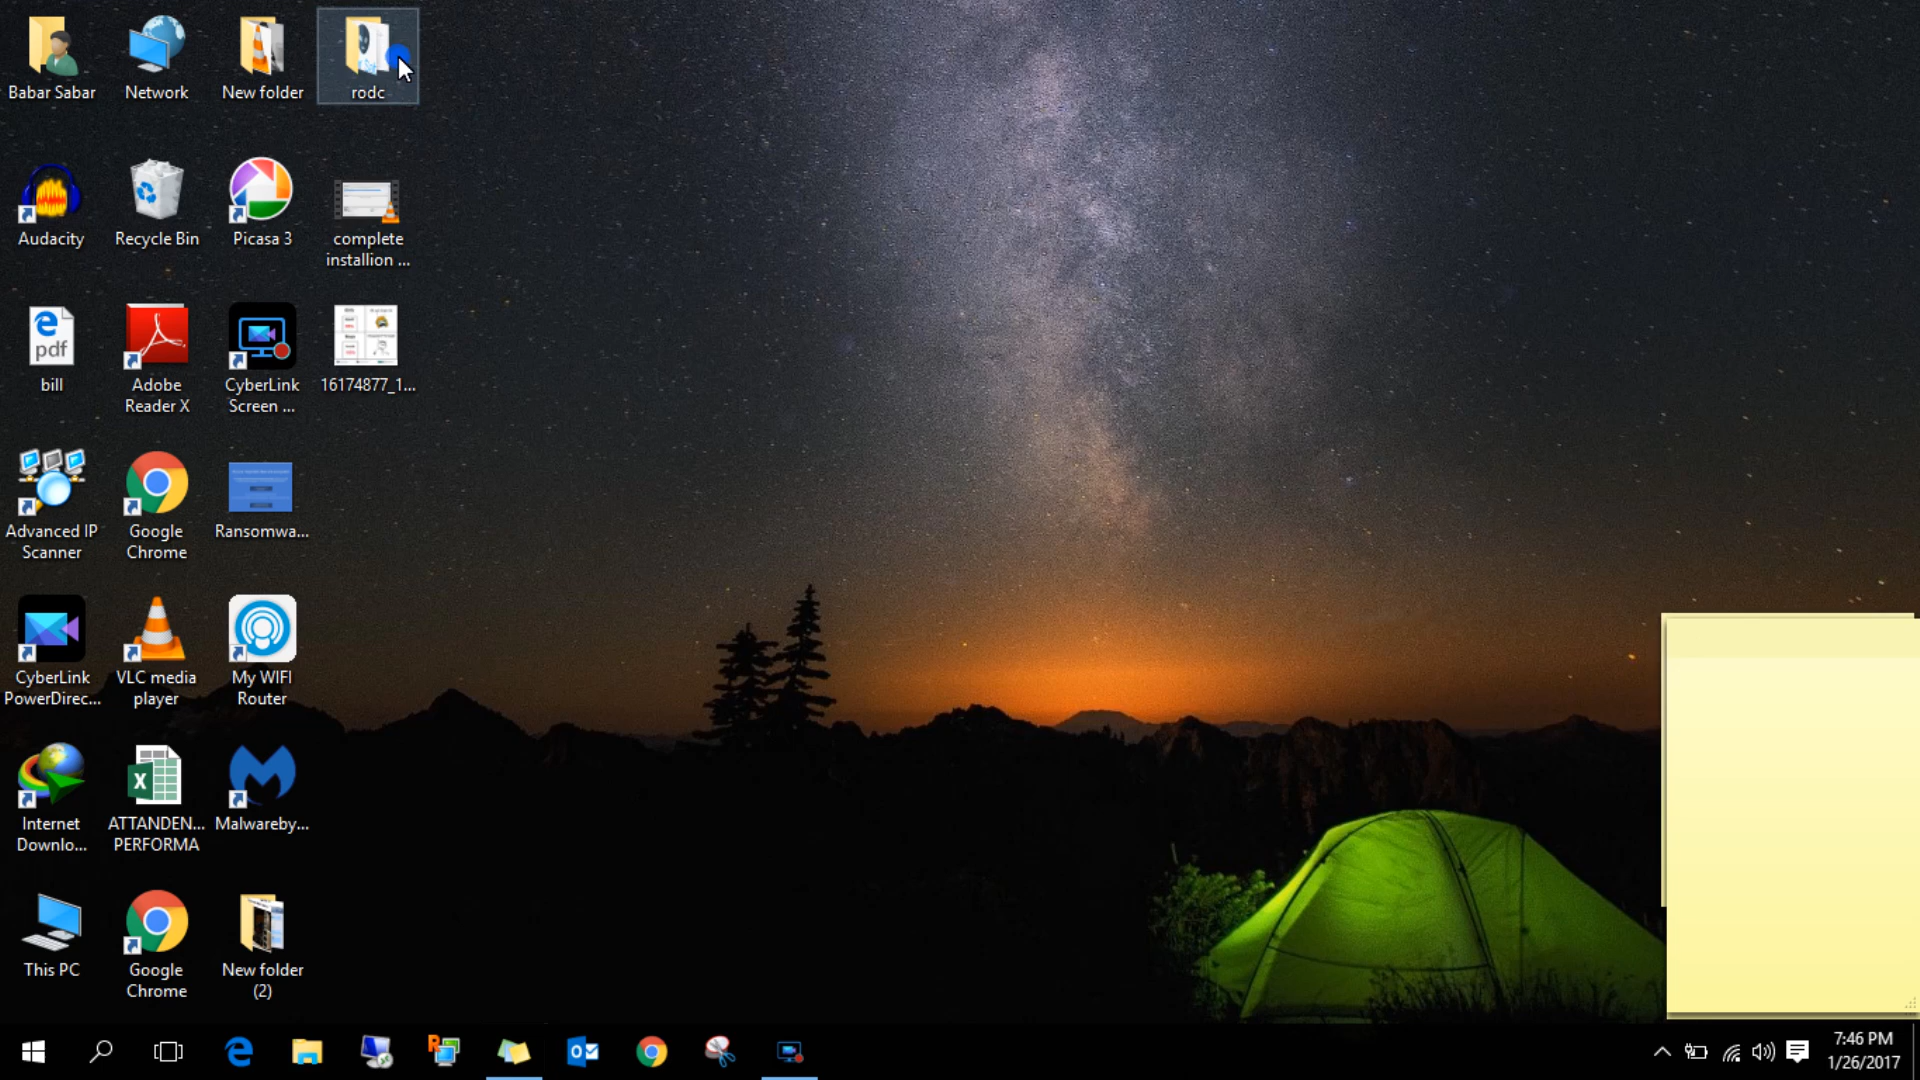 Babar Sabar
Network
New folder
rodc
Audacity
Recycle Bin
Picasa 3
complete
installion ...
pdf
bill
Adobe
Reader X
CyberLink
Screen ...
16174877_1...
Advanced IP
Scanner
Google
Chrome
Ransomwa...
CyberLink
PowerDirec...
VLC media
player
My WIFI
Router
Internet
Downlo...
ATTANDEN...
PERFORMA
Malwareby...
This PC
Google
Chrome
New folder
(2)
7:46 PM
1/26/2017